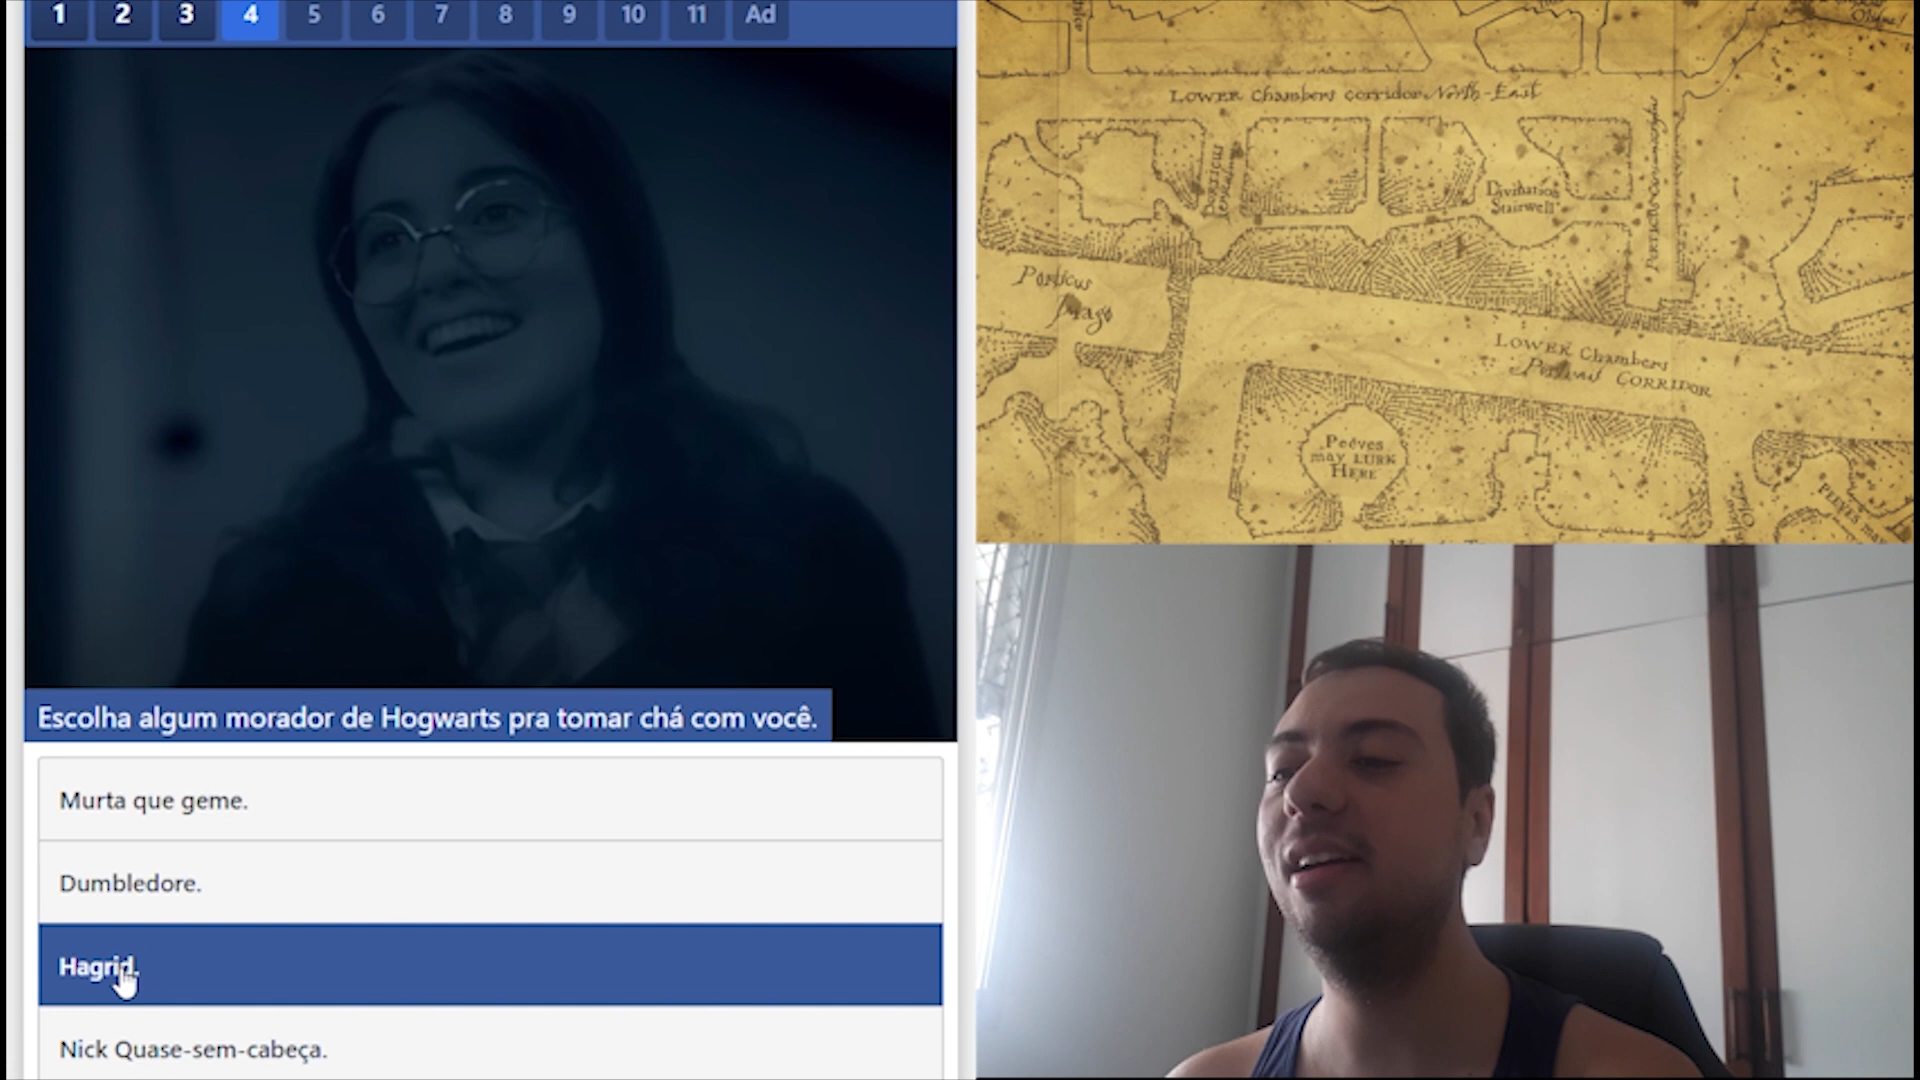 1 2 3 4 5 6 7 8 9 10 11 Ad
Escolha algum morador de Hogwarts pra tomar chá com você.
Murta que geme.
Dumbledore.
Hagrid.
Nick Quase-sem-cabeça.
LOWER Chambers corridor North-East
Divination
Stairwell
Porticus
LOWER Chambers
CORRIDOR
Peeves
may LURK
HERE